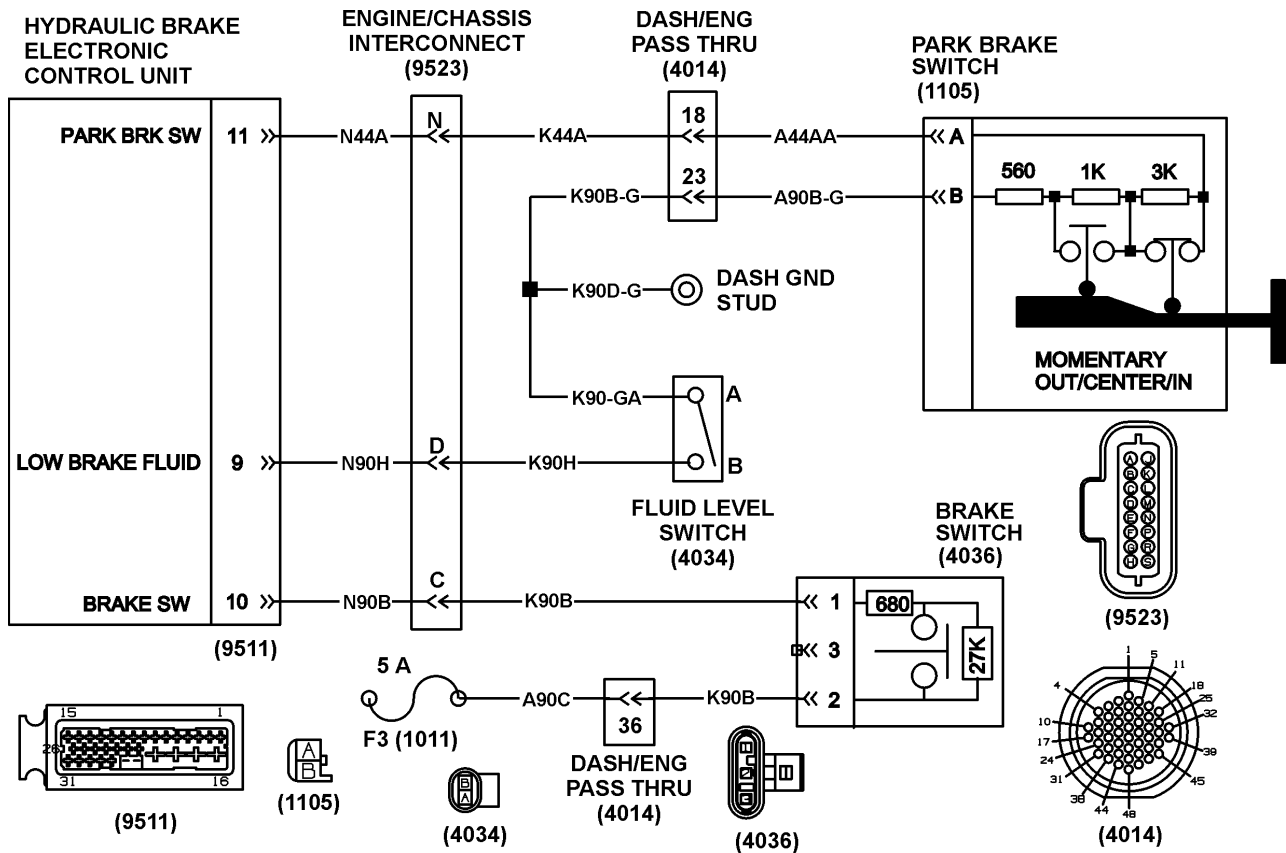 HYDRAULIC BRAKE
ELECTRONIC
CONTROL UNIT
ENGINE/CHASSIS
INTERCONNECT
(9523)
DASH/ENG
PASS THRU
(4014)
PARK BRAKE
SWITCH
(1105)
PARK BRK SW
11
N44A
N
K44A
18
A44AA
A
23
K90B-G
A90B-G
B
560
1K
3K
K90D-G
DASH GND
STUD
MOMENTARY
OUT/CENTER/IN
K90-GA
A
LOW BRAKE FLUID
9
N90H
D
K90H
B
FLUID LEVEL
SWITCH
(4034)
BRAKE
SWITCH
(4036)
A J
B K
C L
D M
E N
F P
G R
H S
(9523)
BRAKE SW
10
N90B
C
K90B
1
680
3
27K
2
(9511)
5 A
F3 (1011)
A90C
36
K90B
DASH/ENG
PASS THRU
(4014)
15
1
26
31
16
(9511)
A
B
(1105)
B
A
(4034)
(4036)
1
5
11
4
18
25
10
32
17
24
39
31
45
38
44
48
(4014)